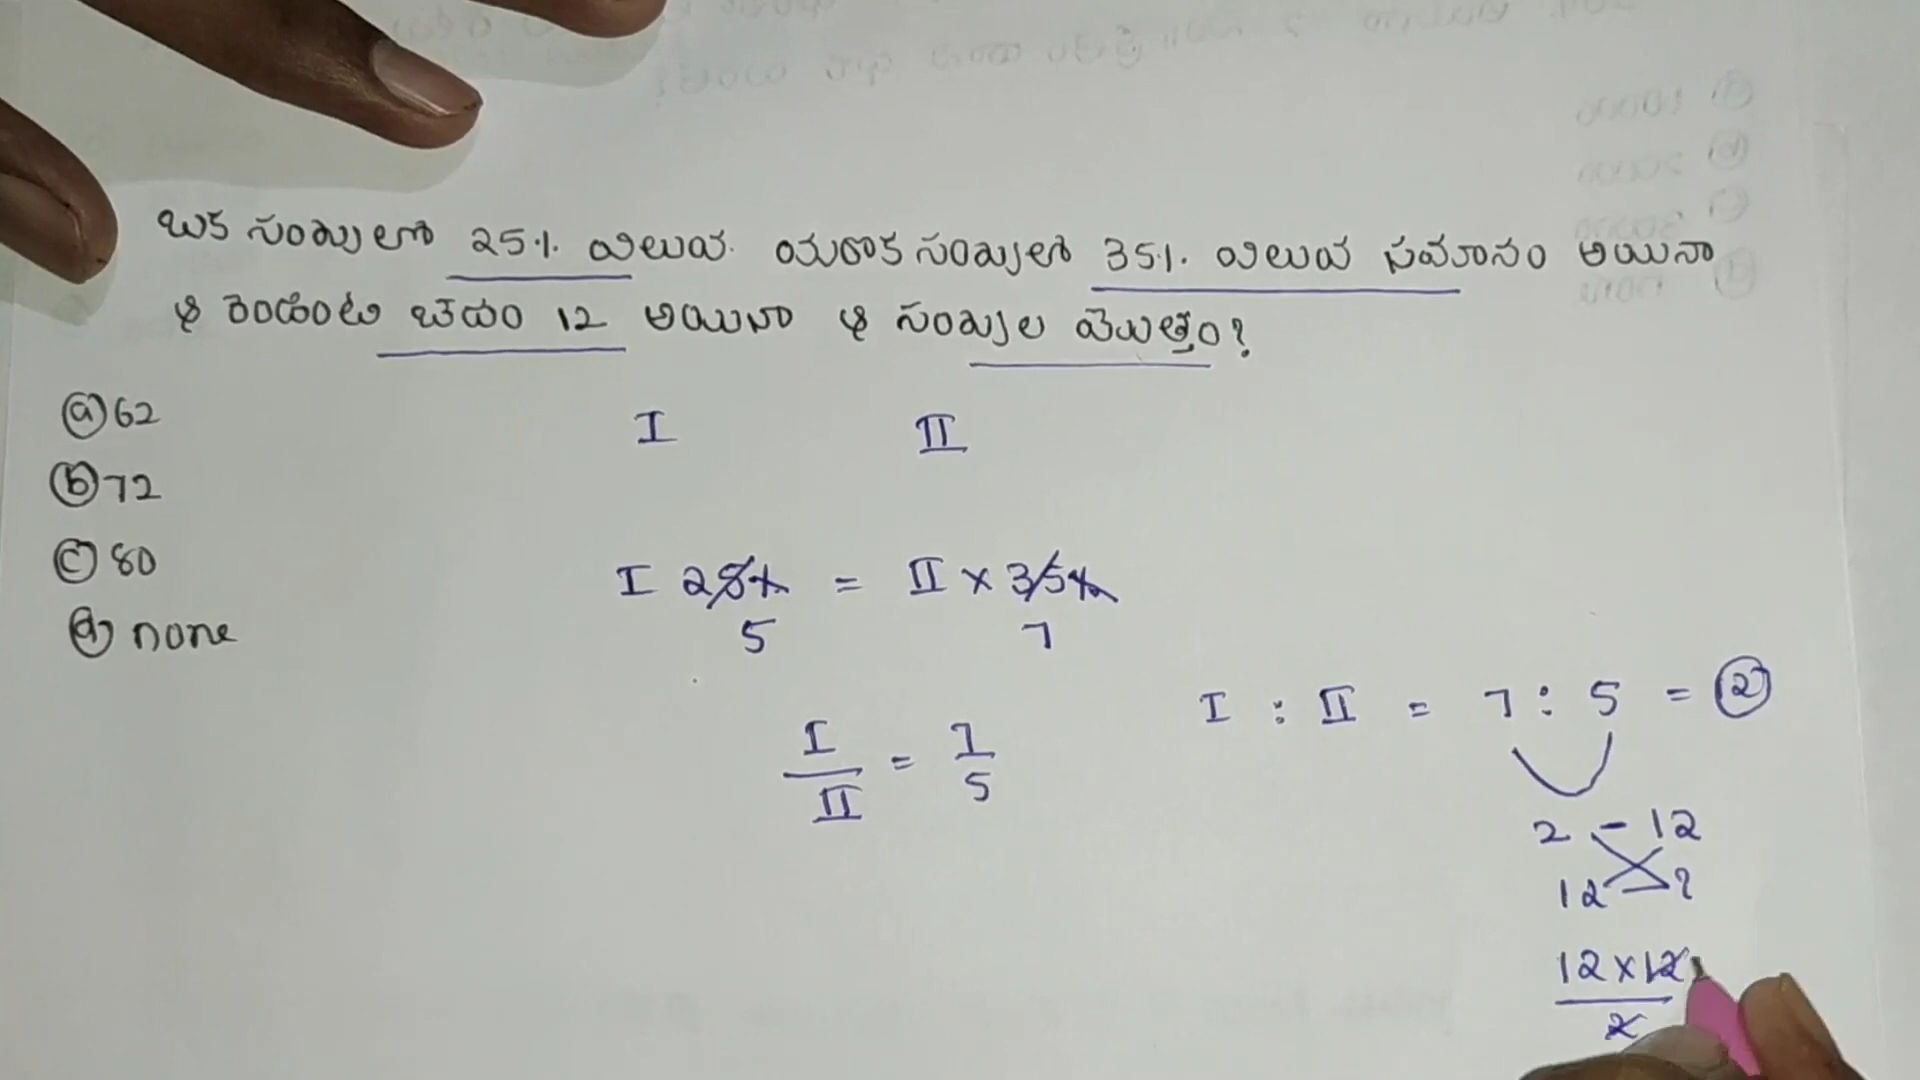 ఒక సంఖ్యలో 25% విలువ మరొక సంఖ్యలో 35% విలువ సమానం అయినా
ఆ రెండింటి బేదం 12 అయినా ఆ సంఖ్యల మొత్తం?
ⓐ 62
ⓑ 72
ⓒ 80
ⓓ none
I II
I 25% = II × 35%
5 7
I/II = 7/5
I : II = 7 : 5 = ②
2 - 12
12 - ?
12 × 12
2